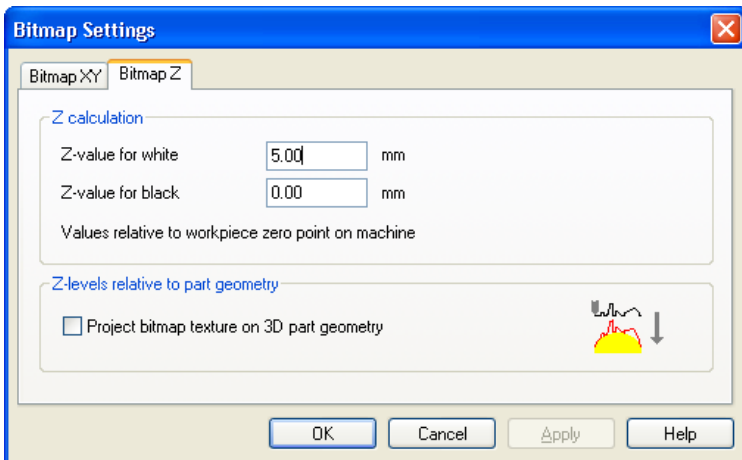 Bitmap Settings
Bitmap XY Bitmap Z
Z calculation
Z-value for white 5.00 mm
Z-value for black 0.00 mm
Values relative to workpiece zero point on machine
Z-levels relative to part geometry
Project bitmap texture on 3D part geometry
OK Cancel Apply Help